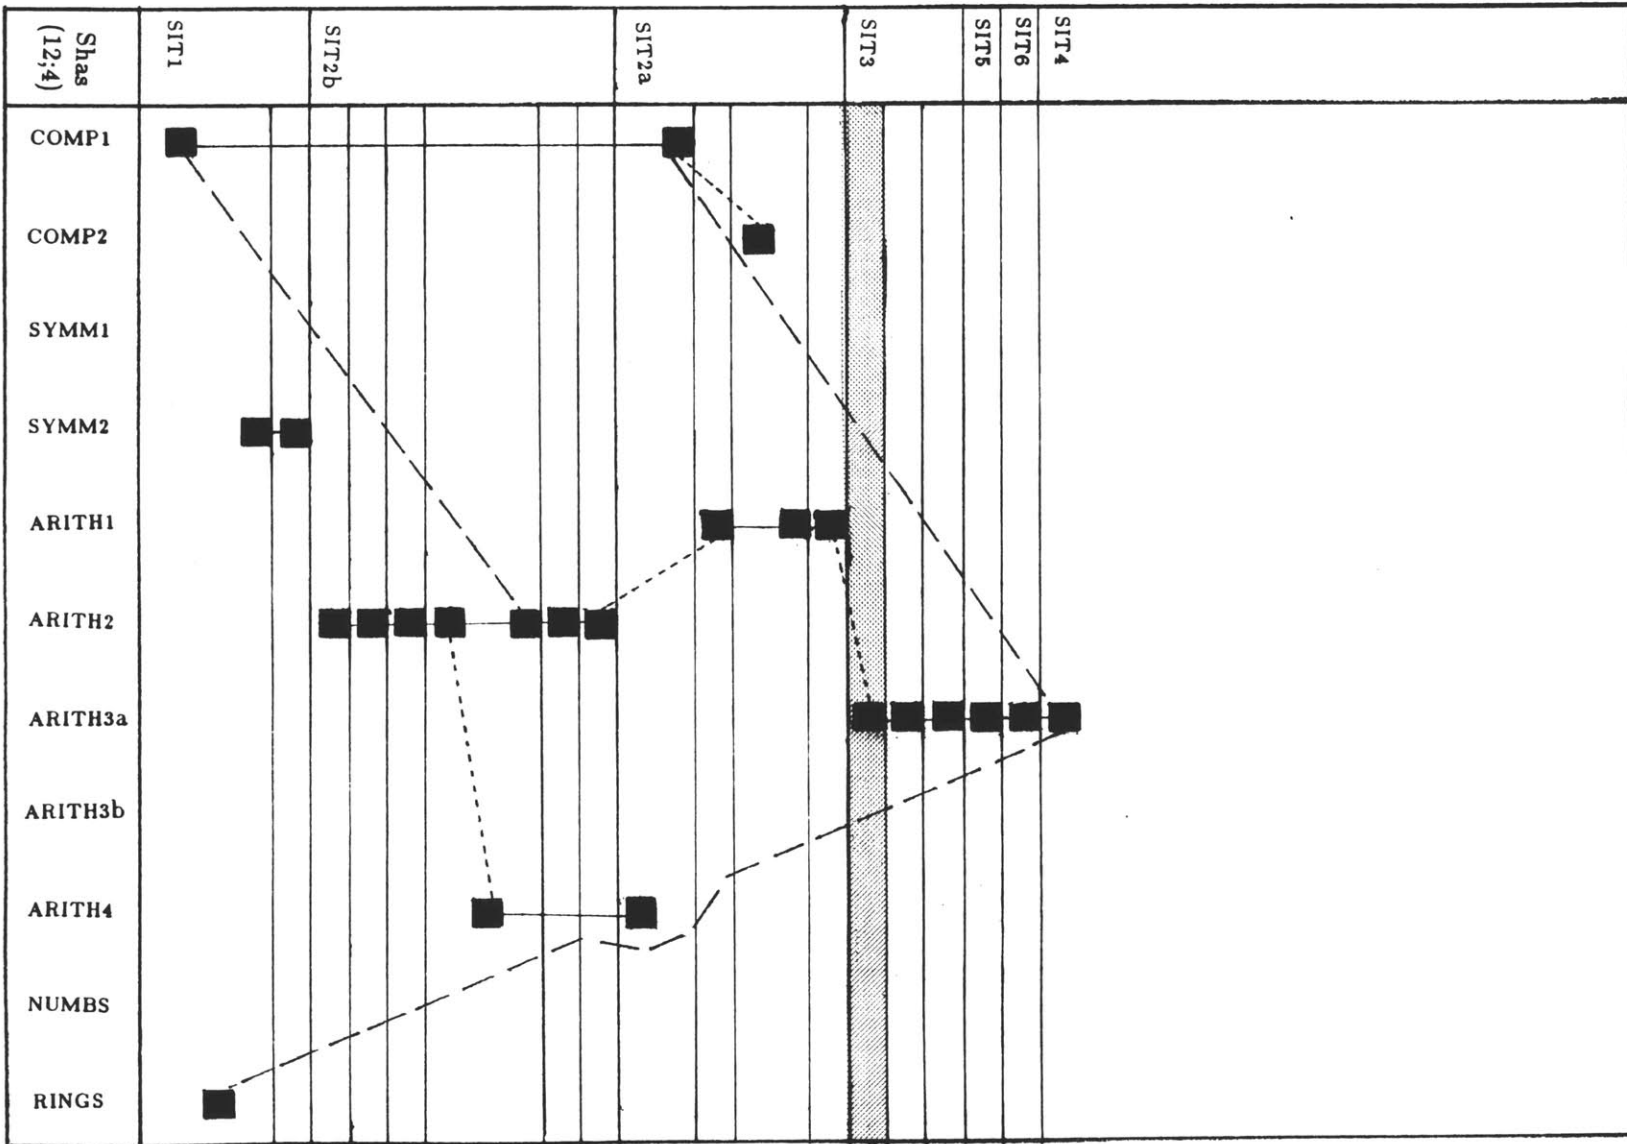 Shas
(12;4)
SIT1
SIT2b
SIT2a
SIT3
SIT5
SIT6
SIT4
COMP1
COMP2
SYMM1
SYMM2
ARITH1
ARITH2
ARITH3a
ARITH3b
ARITH4
NUMBS
RINGS